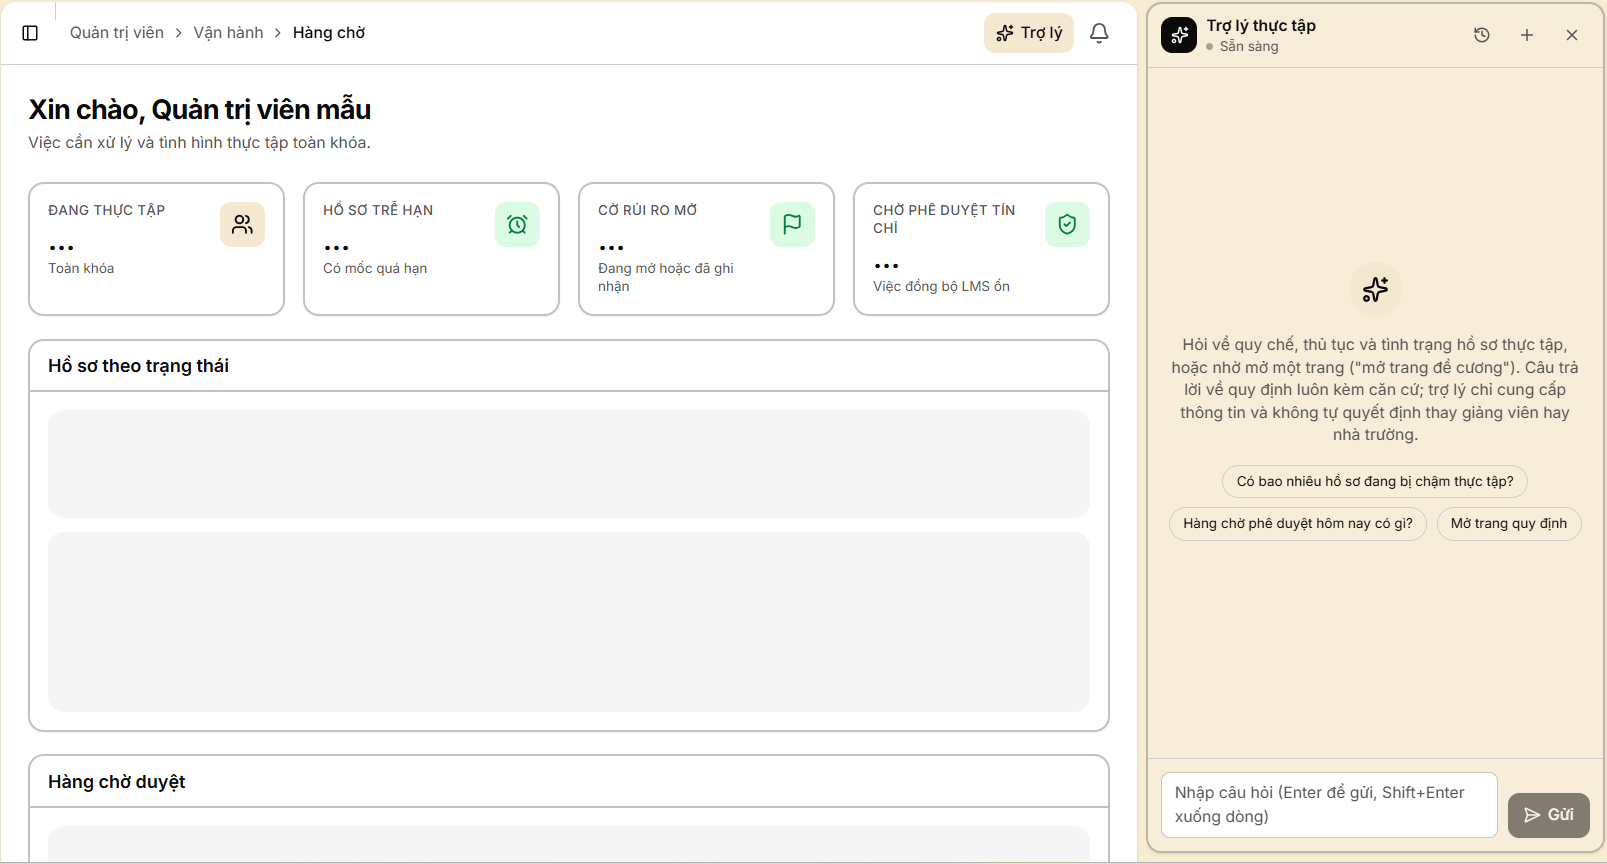 Quản trị viên > Vận hành > Hàng chờ
Trợ lý
Xin chào, Quản trị viên mẫu
Việc cần xử lý và tình hình thực tập toàn khóa.
ĐANG THỰC TẬP
...
Toàn khóa
HỒ SƠ TRỄ HẠN
...
Có mốc quá hạn
CỜ RỦI RO MỞ
...
Đang mở hoặc đã ghi
nhận
CHỜ PHÊ DUYỆT TÍN
CHỈ
...
Việc đồng bộ LMS ổn
Hồ sơ theo trạng thái
Hàng chờ duyệt
Trợ lý thực tập
Sẵn sàng
Hỏi về quy chế, thủ tục và tình trạng hồ sơ thực tập,
hoặc nhờ mở một trang ("mở trang đề cương"). Câu trả
lời về quy định luôn kèm căn cứ; trợ lý chỉ cung cấp
thông tin và không tự quyết định thay giảng viên hay
nhà trường.
Có bao nhiêu hồ sơ đang bị chậm thực tập?
Hàng chờ phê duyệt hôm nay có gì?
Mở trang quy định
Nhập câu hỏi (Enter để gửi, Shift+Enter
xuống dòng)
Gửi